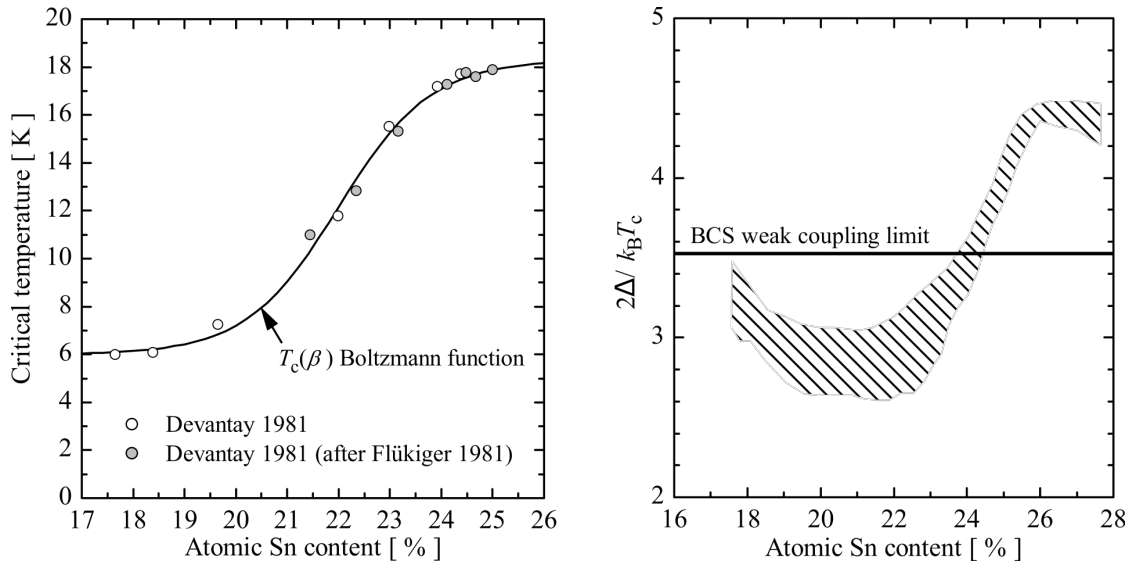 Critical temperature [ K ]
20
18
16
14
12
10
8
6
4
2
0
T_c(β) Boltzmann function
Devantay 1981
Devantay 1981 (after Flükiger 1981)
17 18 19 20 21 22 23 24 25 26
Atomic Sn content [ % ]
2Δ/ k_BT_c
5
4
3
2
BCS weak coupling limit
16 18 20 22 24 26 28
Atomic Sn content [ % ]